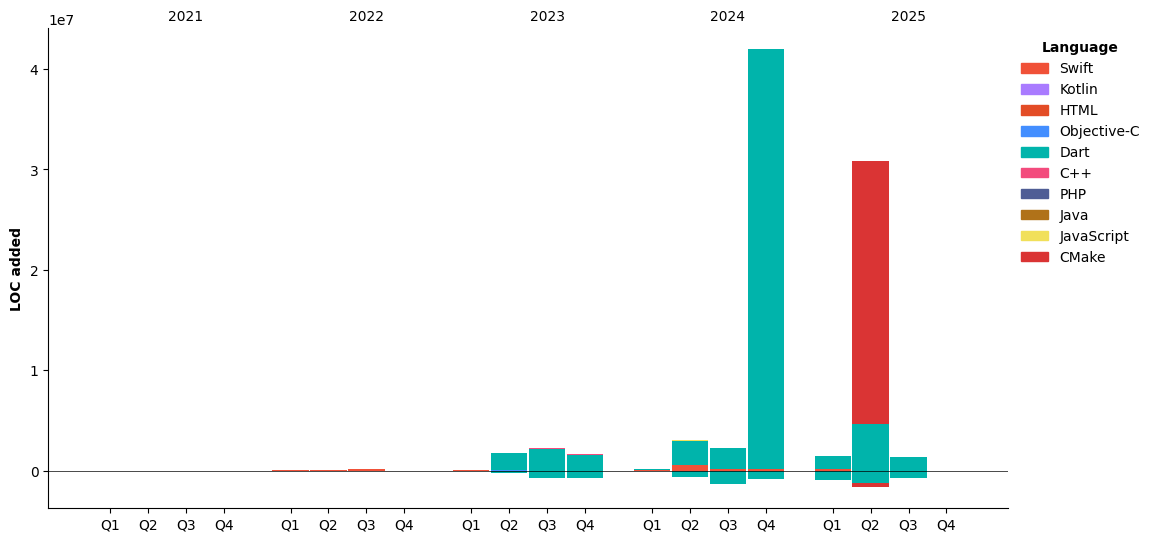 1e7
2021 2022 2023 2024 2025
Language
Swift
Kotlin
HTML
Objective-C
Dart
C++
PHP
Java
JavaScript
CMake
LOC added
4
3
2
1
0
Q1 Q2 Q3 Q4 Q1 Q2 Q3 Q4 Q1 Q2 Q3 Q4 Q1 Q2 Q3 Q4 Q1 Q2 Q3 Q4